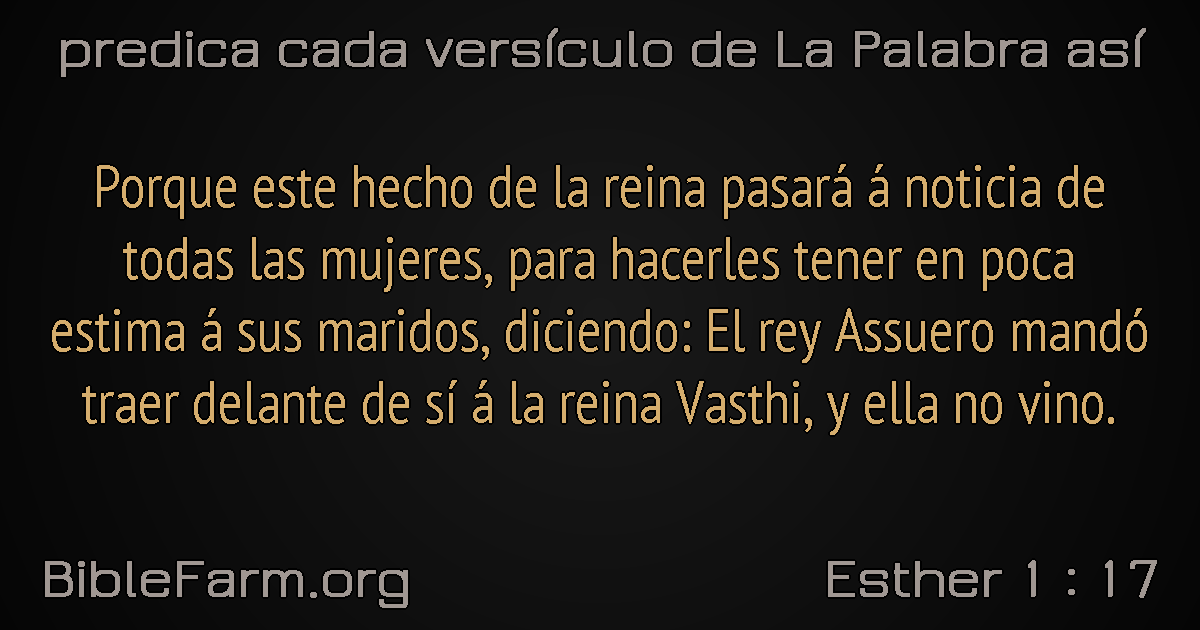 predica cada versículo de La Palabra así
Porque este hecho de la reina pasará á noticia de
todas las mujeres, para hacerles tener en poca
estima á sus maridos, diciendo: El rey Assuero mandó
traer delante de sí á la reina Vasthi, y ella no vino.
BibleFarm.org
Esther 1 : 17